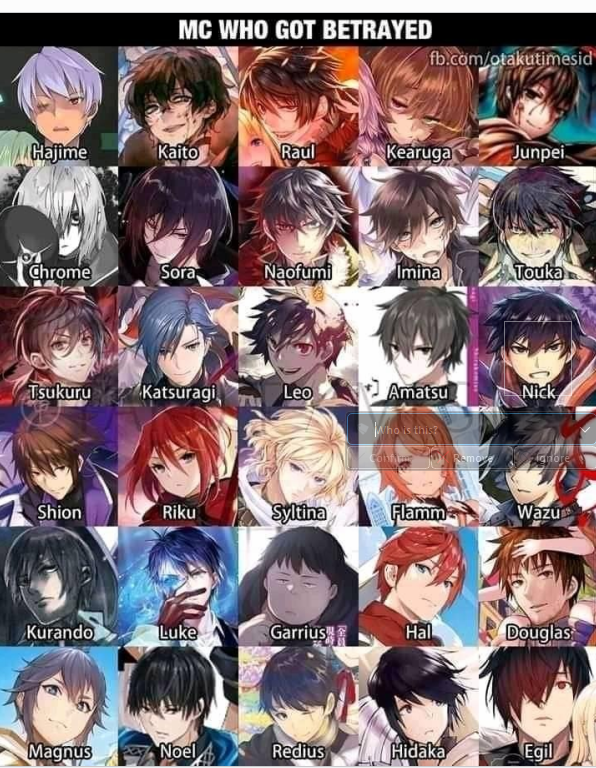 MC WHO GOT BETRAYED
fb.com/otakutimesid
Hajime
Kaito
Raul
Kearuga
Junpei
Chrome
Sora
Naofumi
Imina
Touka
Tsukuru
Katsuragi
Leo
Amatsu
Nick
Who is this?
Confirm
Remove
Ignore
Shion
Riku
Syltina
Flamm
Wazu
Kurando
Luke
Garrius
Hal
Douglas
Magnus
Noel
Redius
Hidaka
Egil